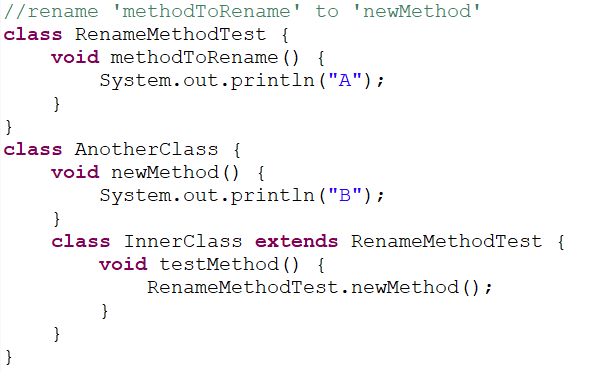 //rename 'methodToRename' to 'newMethod'
class RenameMethodTest {
    void methodToRename() {
        System.out.println("A");
    }
}
class AnotherClass {
    void newMethod() {
        System.out.println("B");
    }
    class InnerClass extends RenameMethodTest {
        void testMethod() {
            RenameMethodTest.newMethod();
        }
    }
}